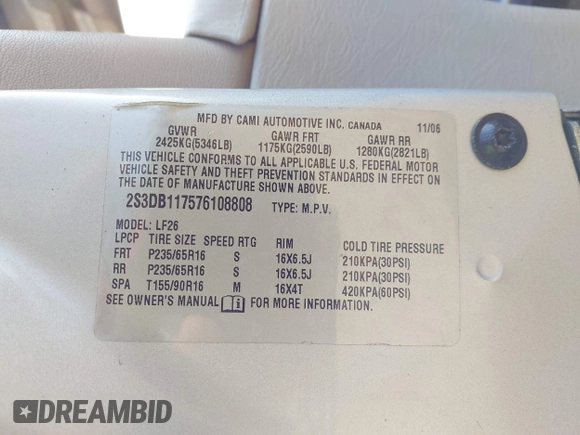 MFD BY CAMI AUTOMOTIVE INC. CANADA 11/06
GVWR GAWR FRT GAWR RR
2425KG(5346LB) 1175KG(2590LB) 1280KG(2821LB)
THIS VEHICLE CONFORMS TO ALL APPLICABLE U.S. FEDERAL MOTOR
VEHICLE SAFETY AND THEFT PREVENTION STANDARDS IN EFFECT ON
THE DATE OF MANUFACTURE SHOWN ABOVE.
2S3DB117576108808 TYPE: M.P.V.
MODEL: LF26
LPCP TIRE SIZE SPEED RTG RIM COLD TIRE PRESSURE
FRT P235/65R16 S 16X6.5J 210KPA(30PSI)
RR P235/65R16 S 16X6.5J 210KPA(30PSI)
SPA T155/90R16 M 16X4T 420KPA(60PSI)
SEE OWNER'S MANUAL FOR MORE INFORMATION.
DREAMBID